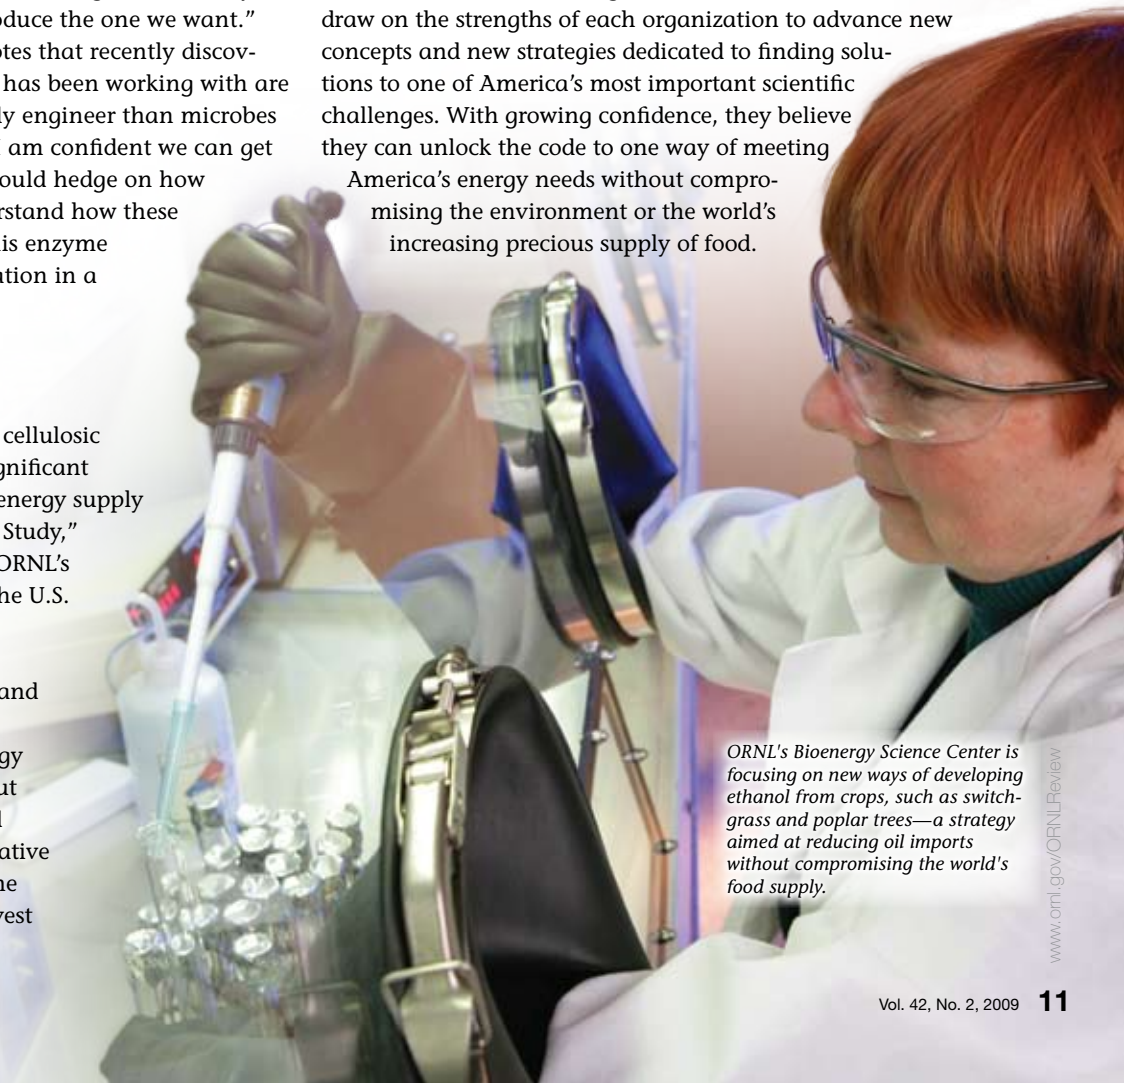 oduce the one we want.”
otes that recently discov-
has been working with are
ly engineer than microbes
am confident we can get
ould hedge on how
rstand how these
is enzyme
ation in a
cellulosic
gnificant
energy supply
Study,”
ORNL’s
he U.S.
and
gy
ut
ative
ne
vest
draw on the strengths of each organization to advance new
concepts and new strategies dedicated to finding solu-
tions to one of America’s most important scientific
challenges. With growing confidence, they believe
they can unlock the code to one way of meeting
America’s energy needs without compro-
mising the environment or the world’s
increasing precious supply of food.
ORNL's Bioenergy Science Center is
focusing on new ways of developing
ethanol from crops, such as switch-
grass and poplar trees—a strategy
aimed at reducing oil imports
without compromising the world's
food supply.
www.ornl.gov/ORNLReview
Vol. 42, No. 2, 2009 11